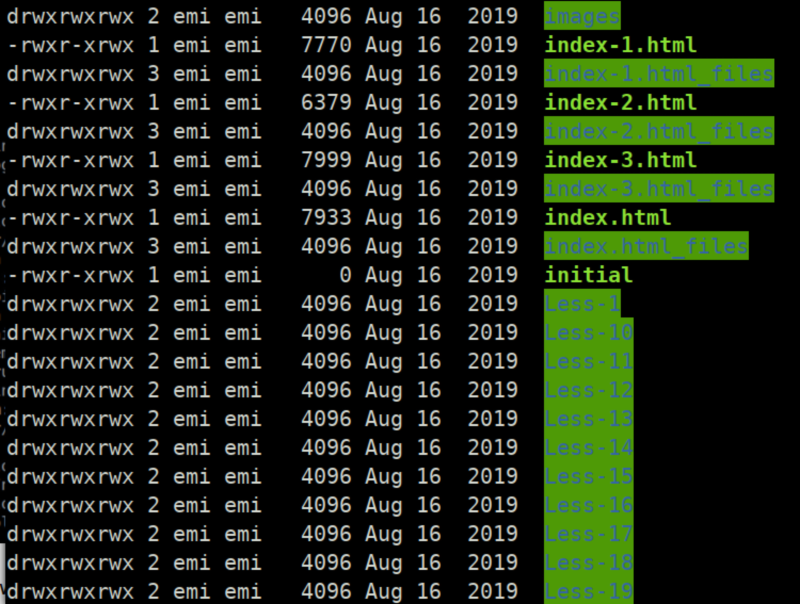 drwxrwxrwx 2 emi emi 4096 Aug 16 2019 images
-rwxr-xrwx 1 emi emi 7770 Aug 16 2019 index-1.html
drwxrwxrwx 3 emi emi 4096 Aug 16 2019 index-1.html_files
-rwxr-xrwx 1 emi emi 6379 Aug 16 2019 index-2.html
drwxrwxrwx 3 emi emi 4096 Aug 16 2019 index-2.html_files
-rwxr-xrwx 1 emi emi 7999 Aug 16 2019 index-3.html
drwxrwxrwx 3 emi emi 4096 Aug 16 2019 index-3.html_files
-rwxr-xrwx 1 emi emi 7933 Aug 16 2019 index.html
drwxrwxrwx 3 emi emi 4096 Aug 16 2019 index.html_files
-rwxr-xrwx 1 emi emi 0 Aug 16 2019 initial
drwxrwxrwx 2 emi emi 4096 Aug 16 2019 Less-1
drwxrwxrwx 2 emi emi 4096 Aug 16 2019 Less-10
drwxrwxrwx 2 emi emi 4096 Aug 16 2019 Less-11
drwxrwxrwx 2 emi emi 4096 Aug 16 2019 Less-12
drwxrwxrwx 2 emi emi 4096 Aug 16 2019 Less-13
drwxrwxrwx 2 emi emi 4096 Aug 16 2019 Less-14
drwxrwxrwx 2 emi emi 4096 Aug 16 2019 Less-15
drwxrwxrwx 2 emi emi 4096 Aug 16 2019 Less-16
drwxrwxrwx 2 emi emi 4096 Aug 16 2019 Less-17
drwxrwxrwx 2 emi emi 4096 Aug 16 2019 Less-18
drwxrwxrwx 2 emi emi 4096 Aug 16 2019 Less-19